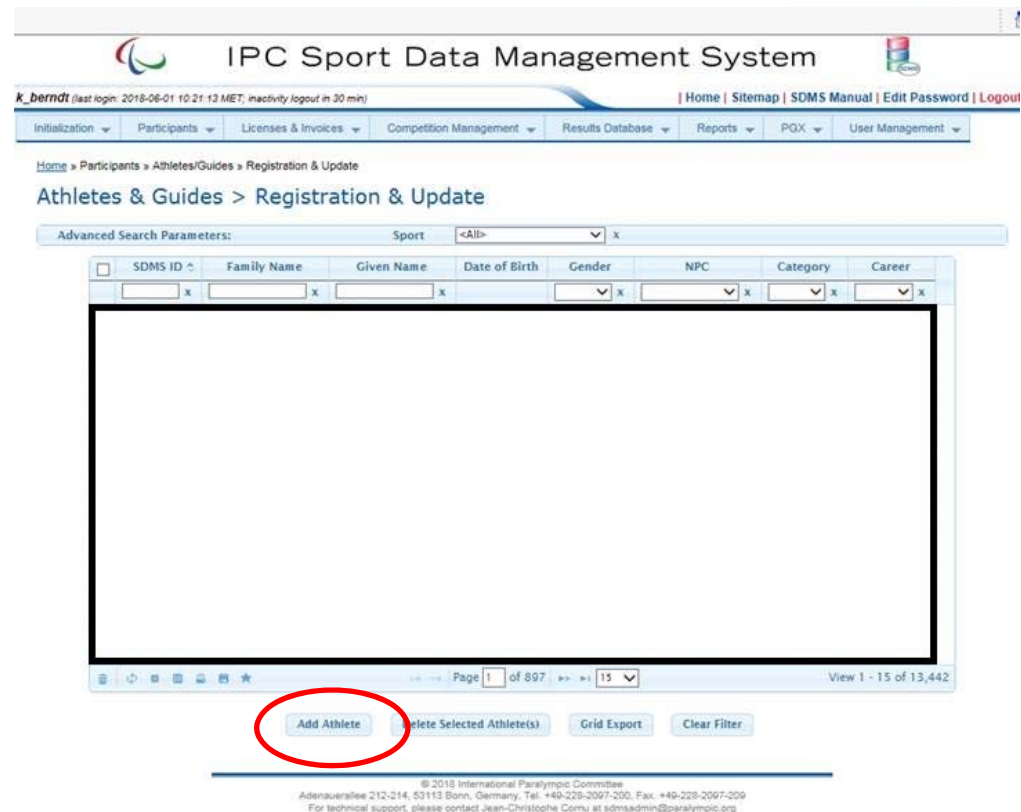 IPC Sport Data Management System
k_berndt (last login: 2018-06-01 10:21:13 MET; inactivity logout in 30 min) | Home | Sitemap | SDMS Manual | Edit Password | Logout
Initialization Participants Licenses & Invoices Competition Management Results Database Reports PGX User Management
Home » Participants » Athletes/Guides » Registration & Update
Athletes & Guides > Registration & Update
Advanced Search Parameters: Sport <All> x
SDMS ID Family Name Given Name Date of Birth Gender NPC Category Career
x x x x x x x
Page 1 of 897 15 View 1 - 15 of 13,442
Add Athlete Delete Selected Athlete(s) Grid Export Clear Filter
© 2018 International Paralympic Committee
Adenauerallee 212-214, 53113 Bonn, Germany, Tel. +49-228-2097-200, Fax. +49-228-2097-209
For technical support, please contact Jean-Christophe Cornu at sdmsadmin@paralympic.org